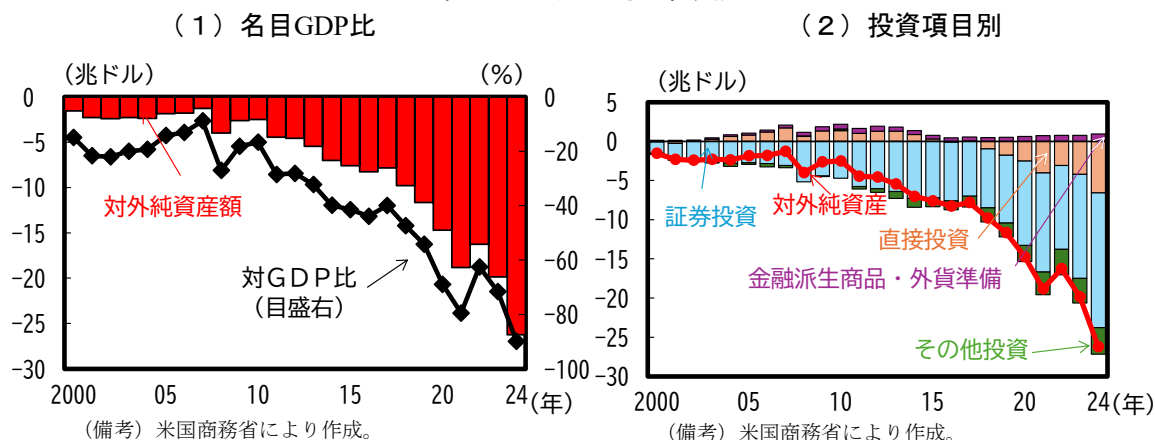 （１）名目GDP比
（兆ドル）
（％）
0
−5
−10
−15
−20
−25
−30
0
−20
−40
−60
−80
−100
対外純資産額
対ＧＤＰ比
（目盛右）
2000
05
10
15
20
24(年)
（備考）米国商務省により作成。
（２）投資項目別
（兆ドル）
5
0
−5
−10
−15
−20
−25
−30
証券投資
対外純資産
直接投資
金融派生商品・外貨準備
その他投資
2000
05
10
15
20
24(年)
（備考）米国商務省により作成。